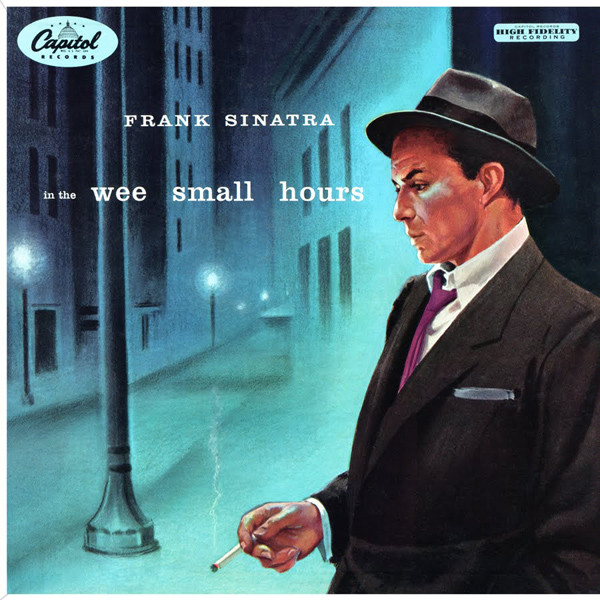 Capitol
RECORDS
CAPITOL RECORDS
HIGH FIDELITY
RECORDING
FRANK SINATRA
in the wee small hours